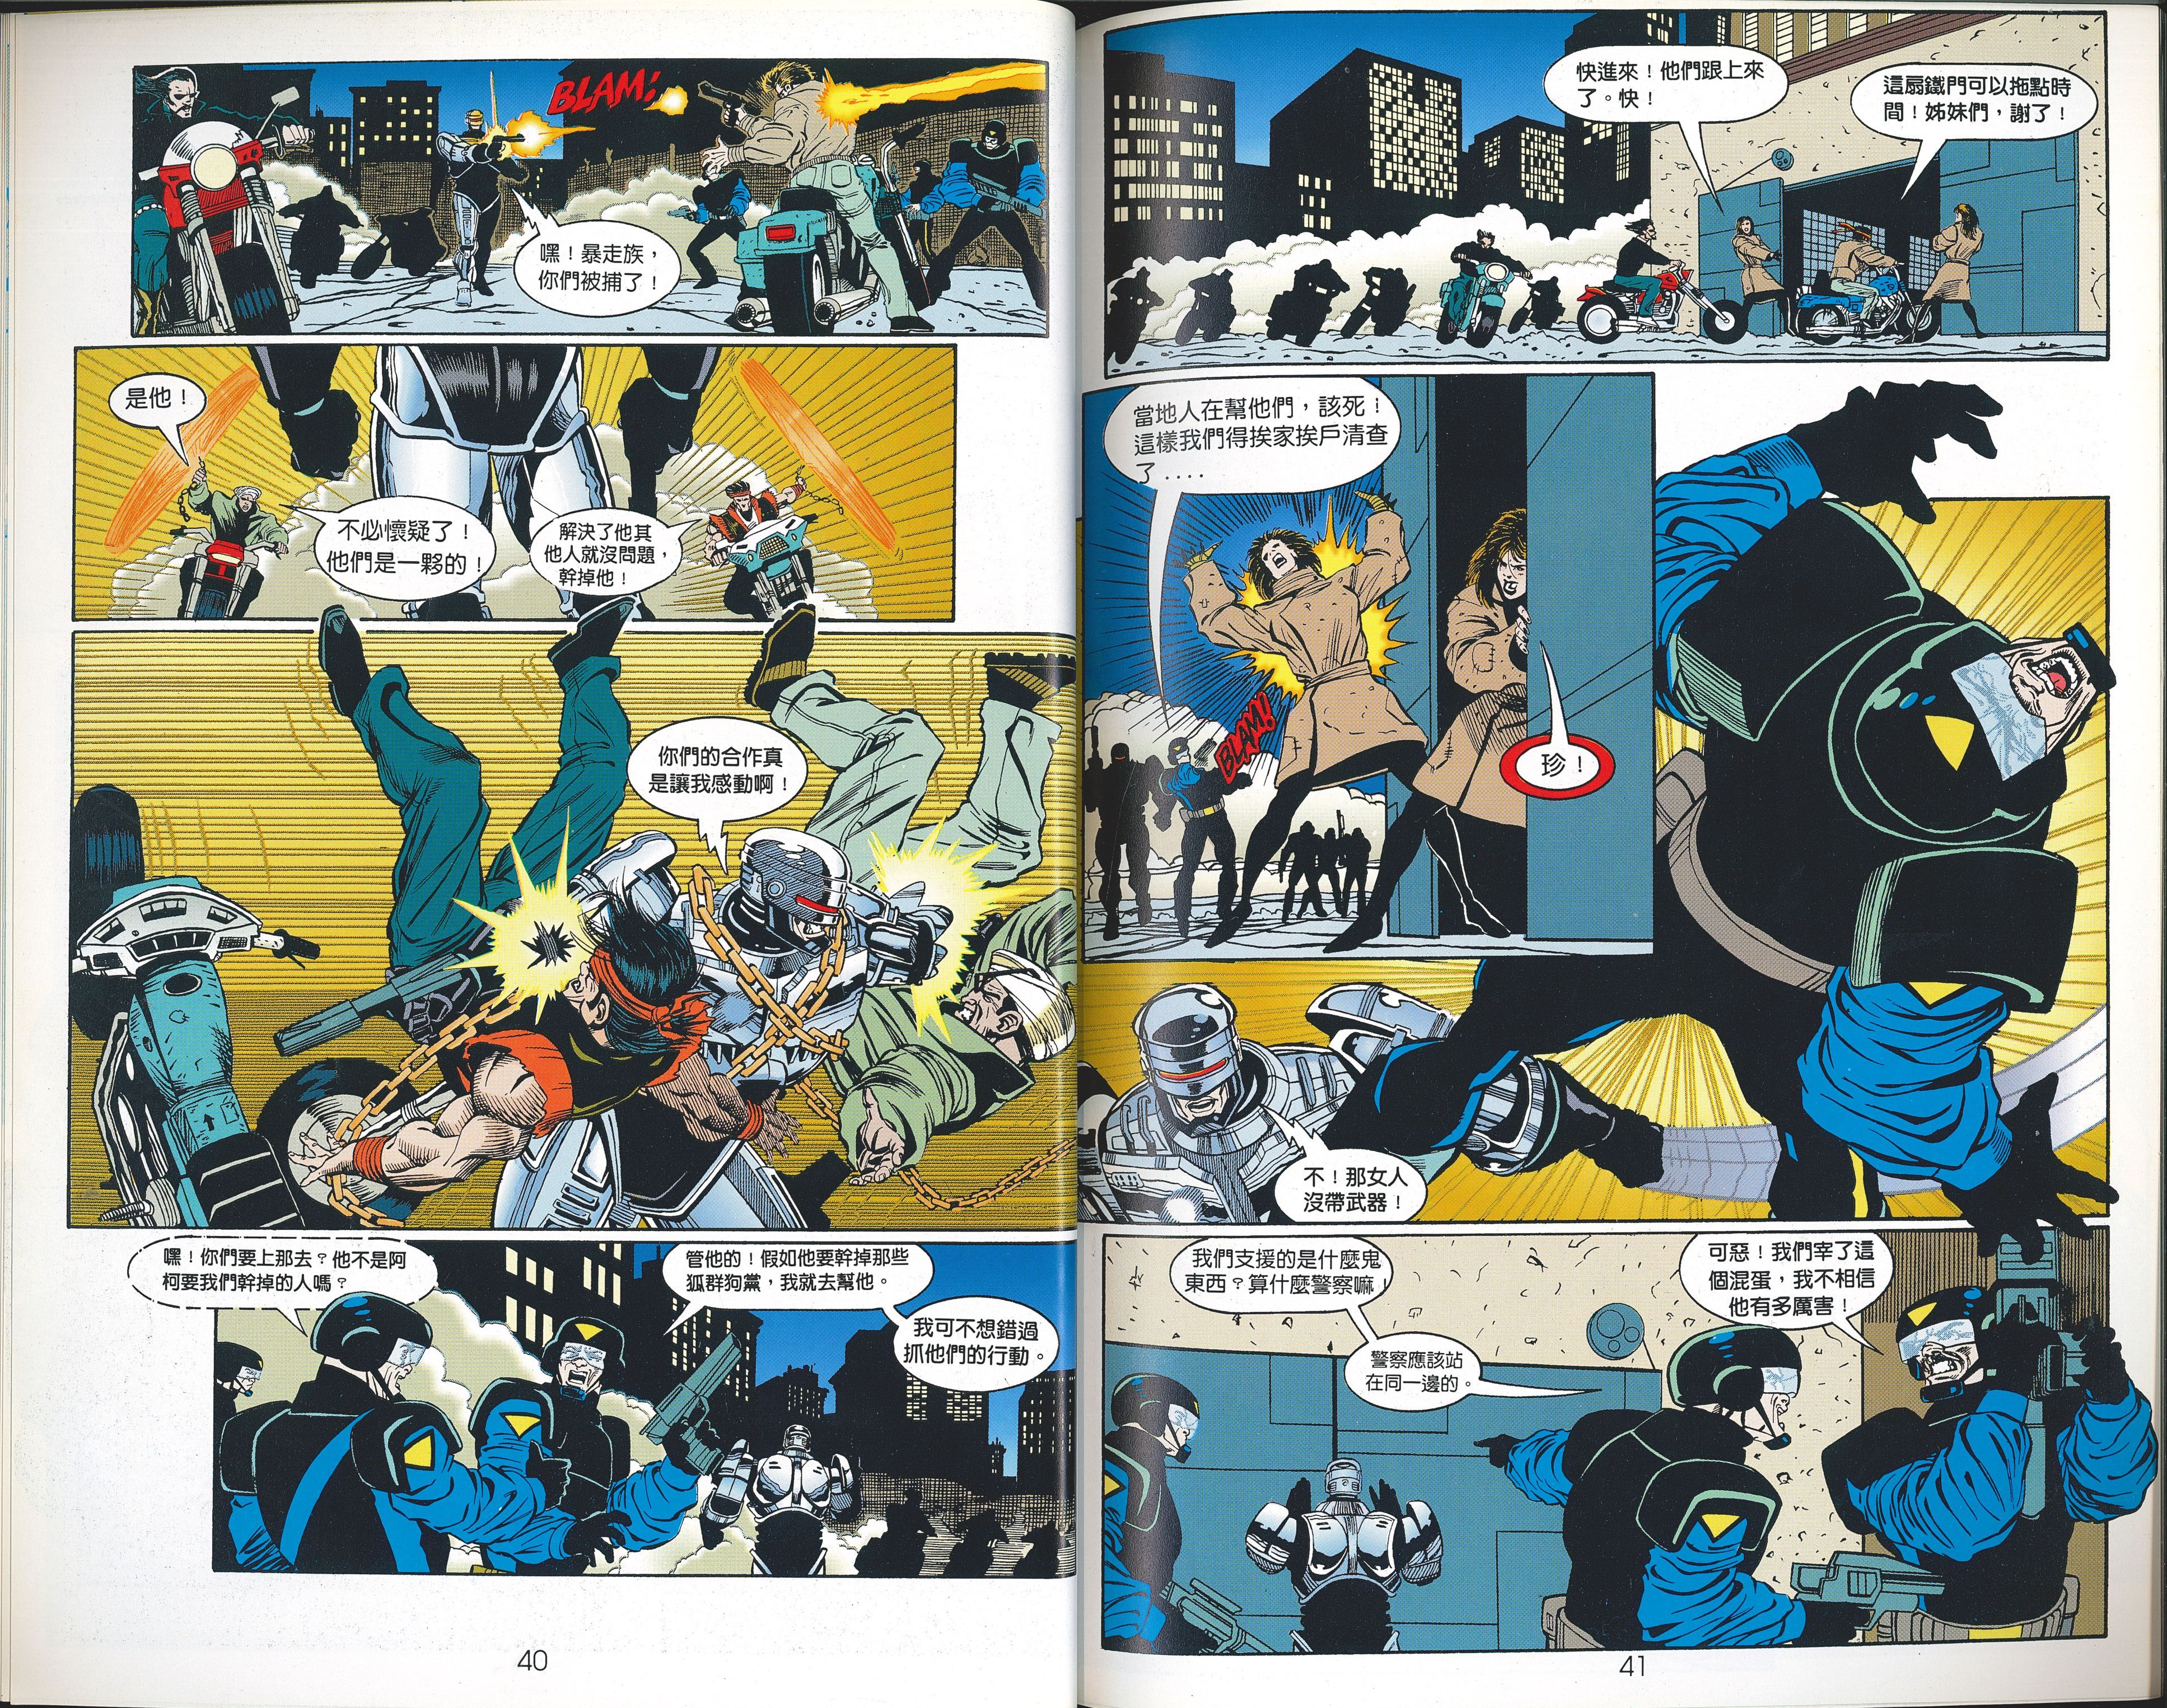 BLAM!
嘿！暴走族，
你們被捕了！
是他！
不必懷疑了！
他們是一夥的！
解決了他其
他人就沒問題，
幹掉他！
你們的合作真
是讓我感動啊！
嘿！你們要上那去？他不是阿
柯要我們幹掉的人嗎？
管他的！假如他要幹掉那些
狐群狗黨，我就去幫他。
我可不想錯過
抓他們的行動。
40
快進來！他們跟上來
了。快！
這扇鐵門可以拖點時
間！姊妹們，謝了！
當地人在幫他們，該死！
這樣我們得挨家挨戶清查
了....
BLAM!
珍！
不！那女人
沒帶武器！
我們支援的是什麼鬼
東西？算什麼警察嘛！
警察應該站
在同一邊的。
可惡！我們宰了這
個混蛋，我不相信
他有多厲害！
41